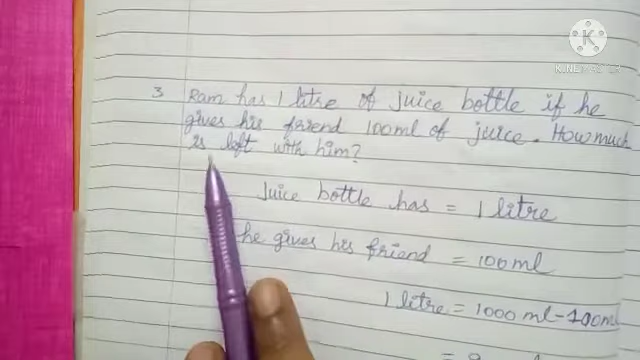 3 Ram has 1 litre of juice bottle if he
gives his friend 100ml of juice. How much
is left with him?
Juice bottle has = 1 litre
he gives his friend = 100ml
1 litre = 1000 ml - 100ml
K